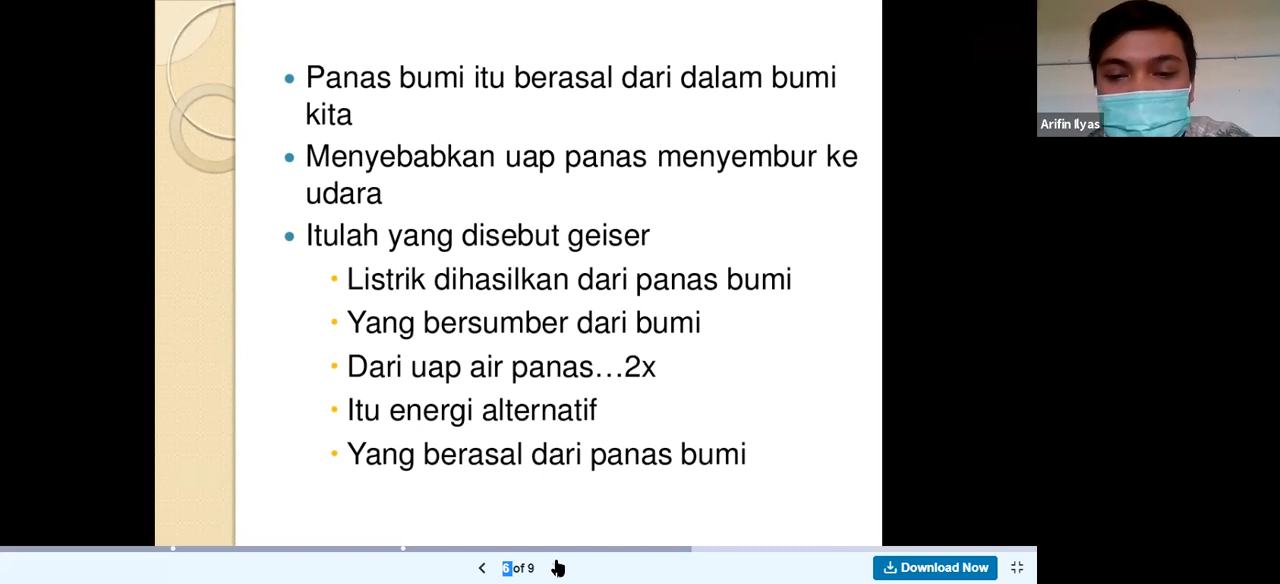 Panas bumi itu berasal dari dalam bumi
kita
Menyebabkan uap panas menyembur ke
udara
Itulah yang disebut geiser
Listrik dihasilkan dari panas bumi
Yang bersumber dari bumi
Dari uap air panas…2x
Itu energi alternatif
Yang berasal dari panas bumi
Arifin Ilyas
6 of 9
Download Now